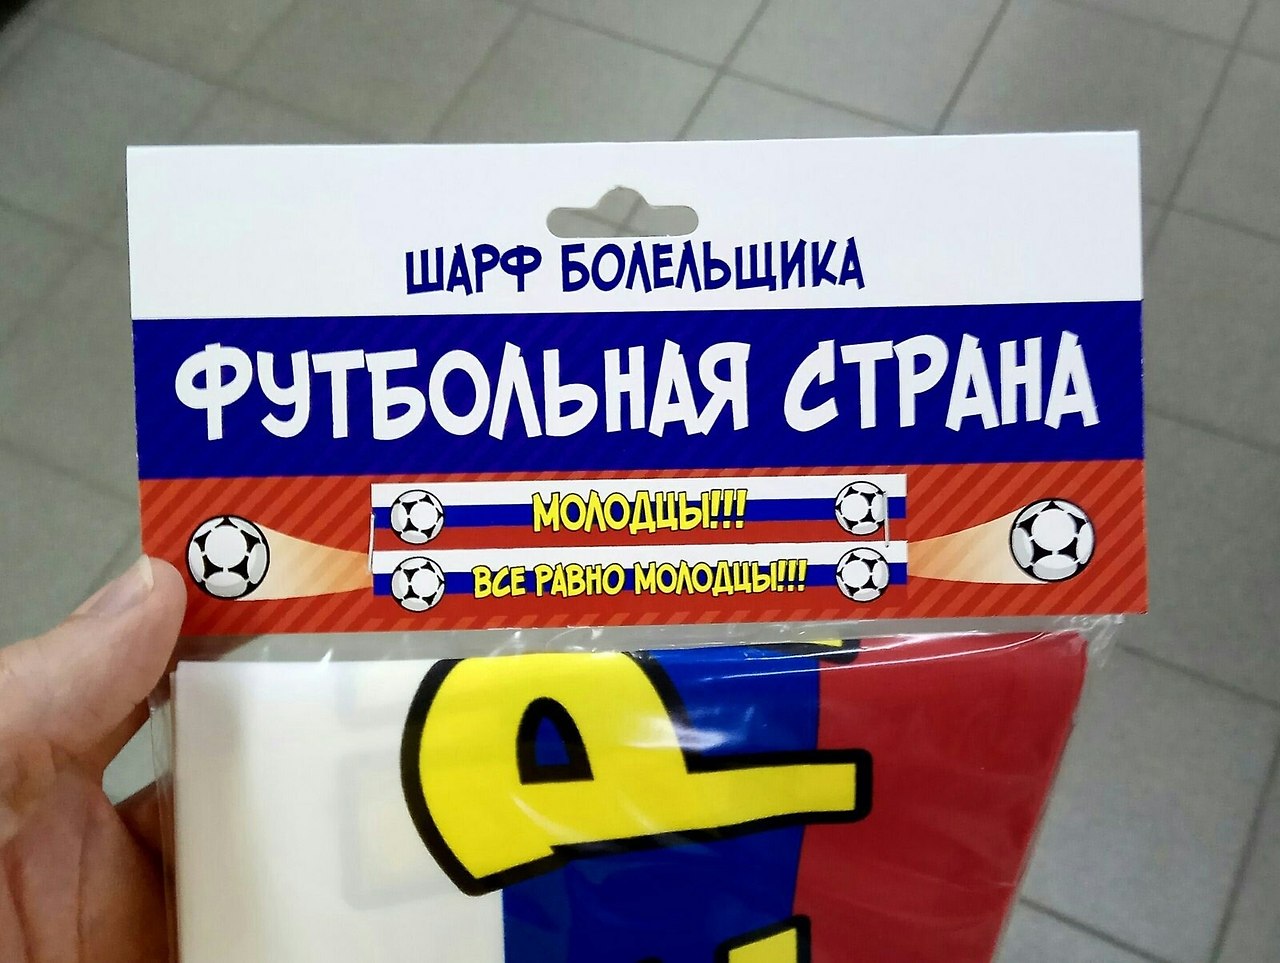 ШАРФ БОЛЕЛЬЩИКА
ФУТБОЛЬНАЯ СТРАНА
МОЛОДЦЫ!!!
ВСЕ РАВНО МОЛОДЦЫ!!!
Р